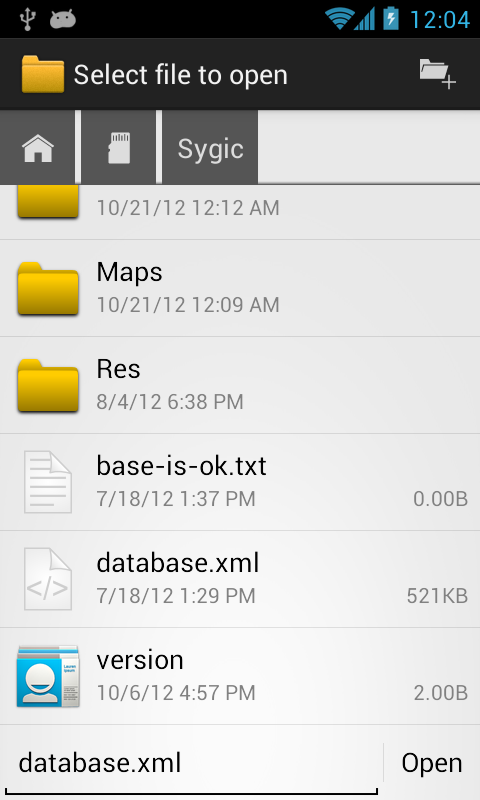 12:04
Select file to open
Sygic
10/21/12 12:12 AM
Maps
10/21/12 12:09 AM
Res
8/4/12 6:38 PM
base-is-ok.txt
7/18/12 1:37 PM 0.00B
</>
database.xml
7/18/12 1:29 PM 521KB
Lorem
ipsum
version
10/6/12 4:57 PM 2.00B
database.xml Open